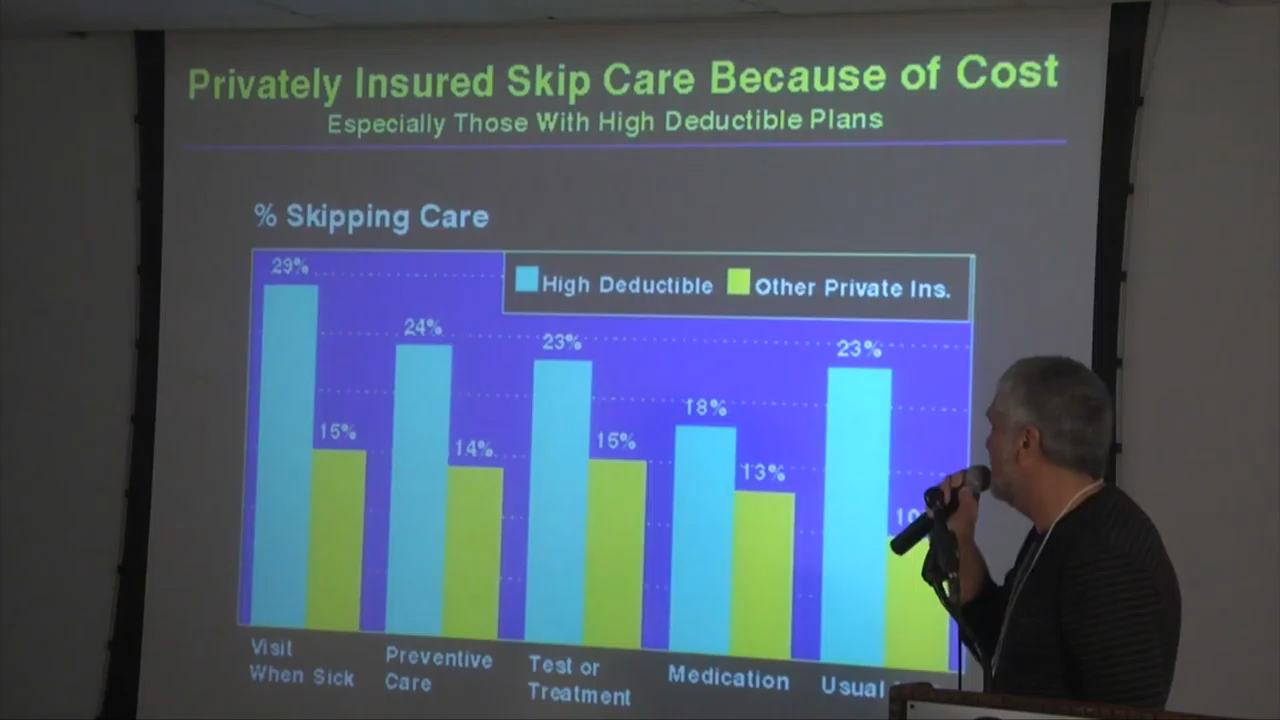 Privately Insured Skip Care Because of Cost
Especially Those With High Deductible Plans
% Skipping Care
High Deductible Other Private Ins.
29%
15%
24%
14%
23%
15%
18%
13%
23%
10
Visit
When Sick
Preventive
Care
Test or
Treatment
Medication
Usual